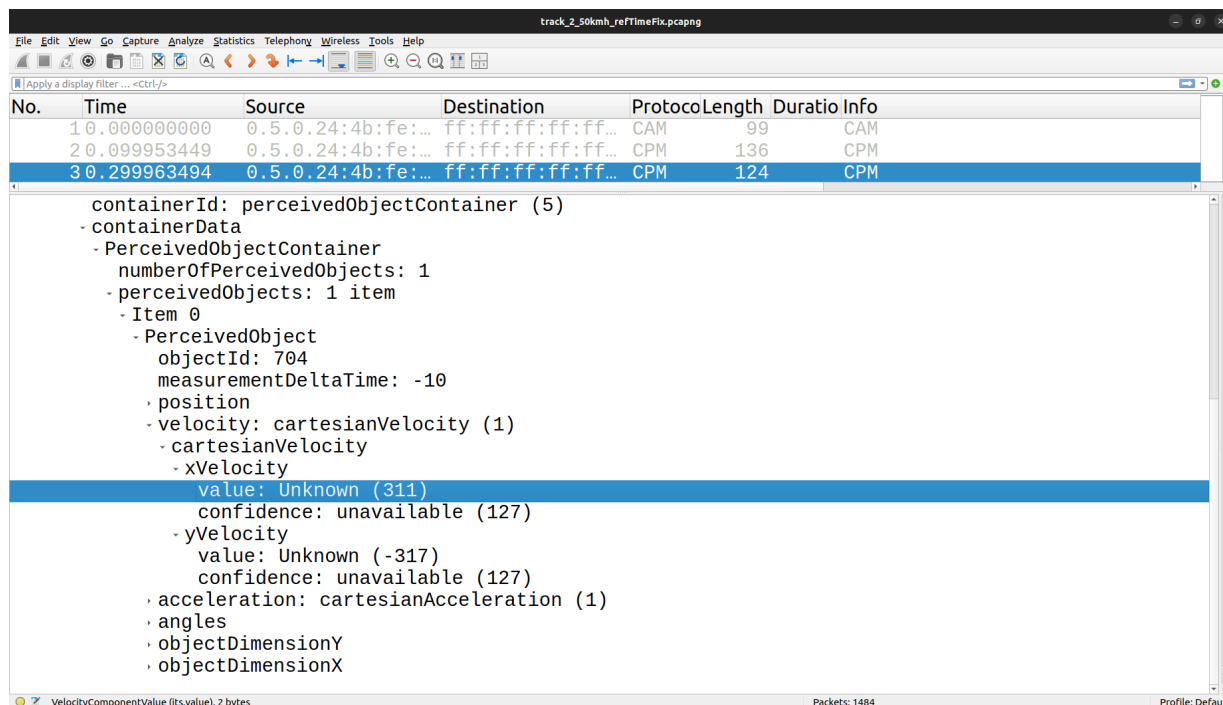 track_2_50kmh_refTimeFix.pcapng
File Edit View Go Capture Analyze Statistics Telephony Wireless Tools Help
Apply a display filter ... <Ctrl-/>
No. Time Source Destination Protoco Length Duratio Info
1 0.000000000 0.5.0.24:4b:fe:… ff:ff:ff:ff:ff… CAM 99 CAM
2 0.099953449 0.5.0.24:4b:fe:… ff:ff:ff:ff:ff… CPM 136 CPM
3 0.299963494 0.5.0.24:4b:fe:… ff:ff:ff:ff:ff… CPM 124 CPM
containerId: perceivedObjectContainer (5)
containerData
PerceivedObjectContainer
numberOfPerceivedObjects: 1
perceivedObjects: 1 item
Item 0
PerceivedObject
objectId: 704
measurementDeltaTime: -10
position
velocity: cartesianVelocity (1)
cartesianVelocity
xVelocity
value: Unknown (311)
confidence: unavailable (127)
yVelocity
value: Unknown (-317)
confidence: unavailable (127)
acceleration: cartesianAcceleration (1)
angles
objectDimensionY
objectDimensionX
VelocityComponentValue (its.value), 2 bytes Packets: 1484 Profile: Defau